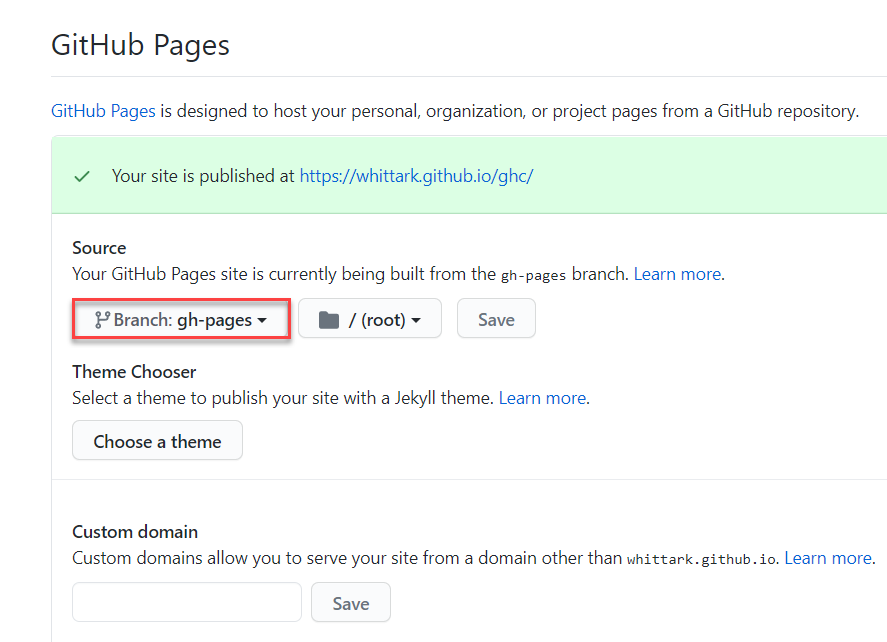 GitHub Pages
GitHub Pages is designed to host your personal, organization, or project pages from a GitHub repository.
Your site is published at https://whittark.github.io/ghc/
Source
Your GitHub Pages site is currently being built from the gh-pages branch. Learn more.
Branch: gh-pages / (root) Save
Theme Chooser
Select a theme to publish your site with a Jekyll theme. Learn more.
Choose a theme
Custom domain
Custom domains allow you to serve your site from a domain other than whittark.github.io. Learn more.
Save